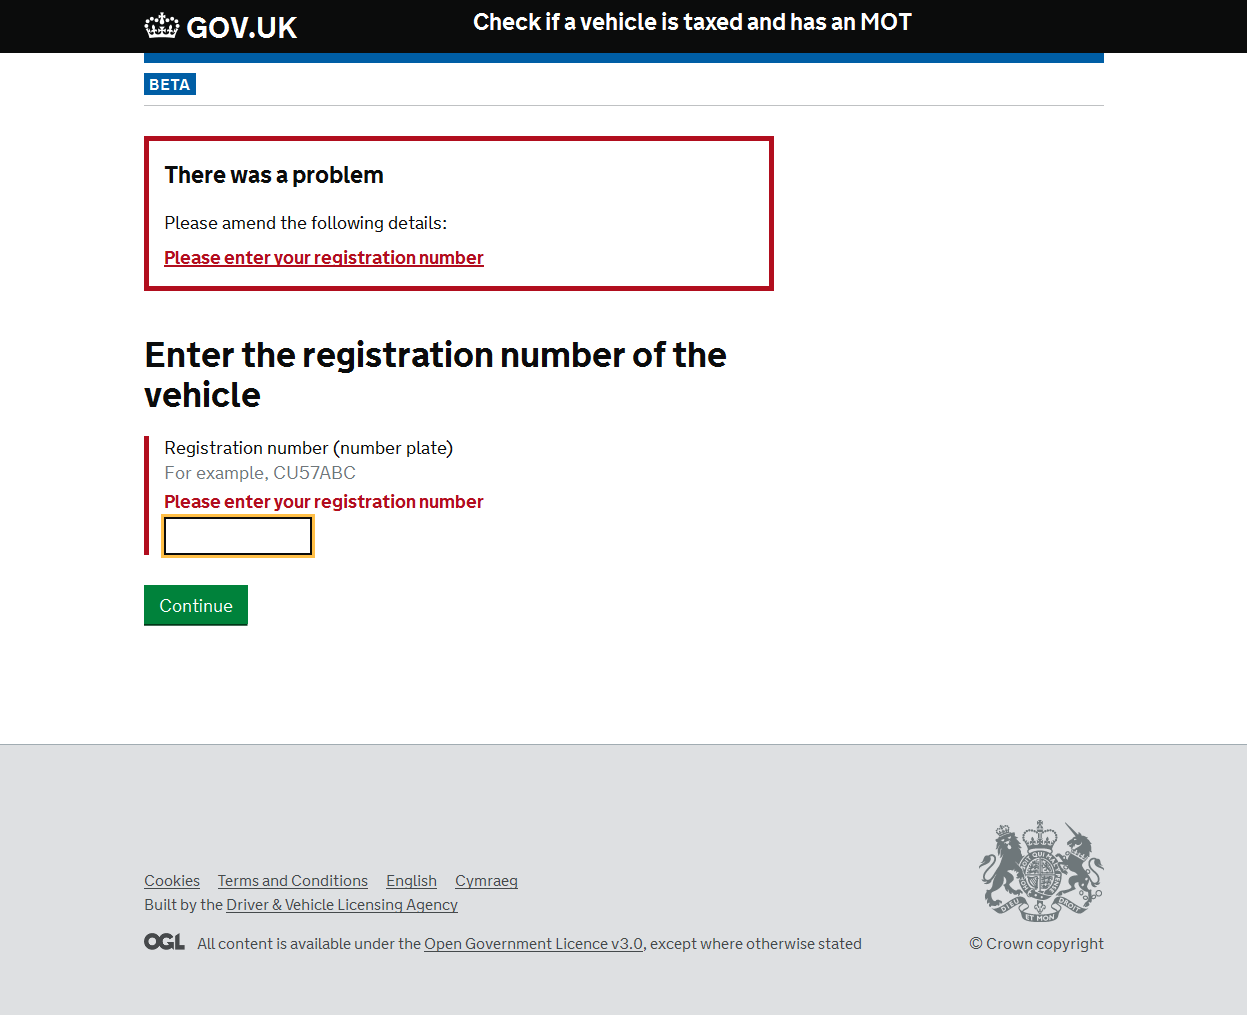 GOV.UK
Check if a vehicle is taxed and has an MOT
BETA
There was a problem
Please amend the following details:
Please enter your registration number
Enter the registration number of the
vehicle
Registration number (number plate)
For example, CU57ABC
Please enter your registration number
Continue
Cookies Terms and Conditions English Cymraeg
Built by the Driver & Vehicle Licensing Agency
OGL All content is available under the Open Government Licence v3.0, except where otherwise stated
DIEU ET MON DROIT
© Crown copyright